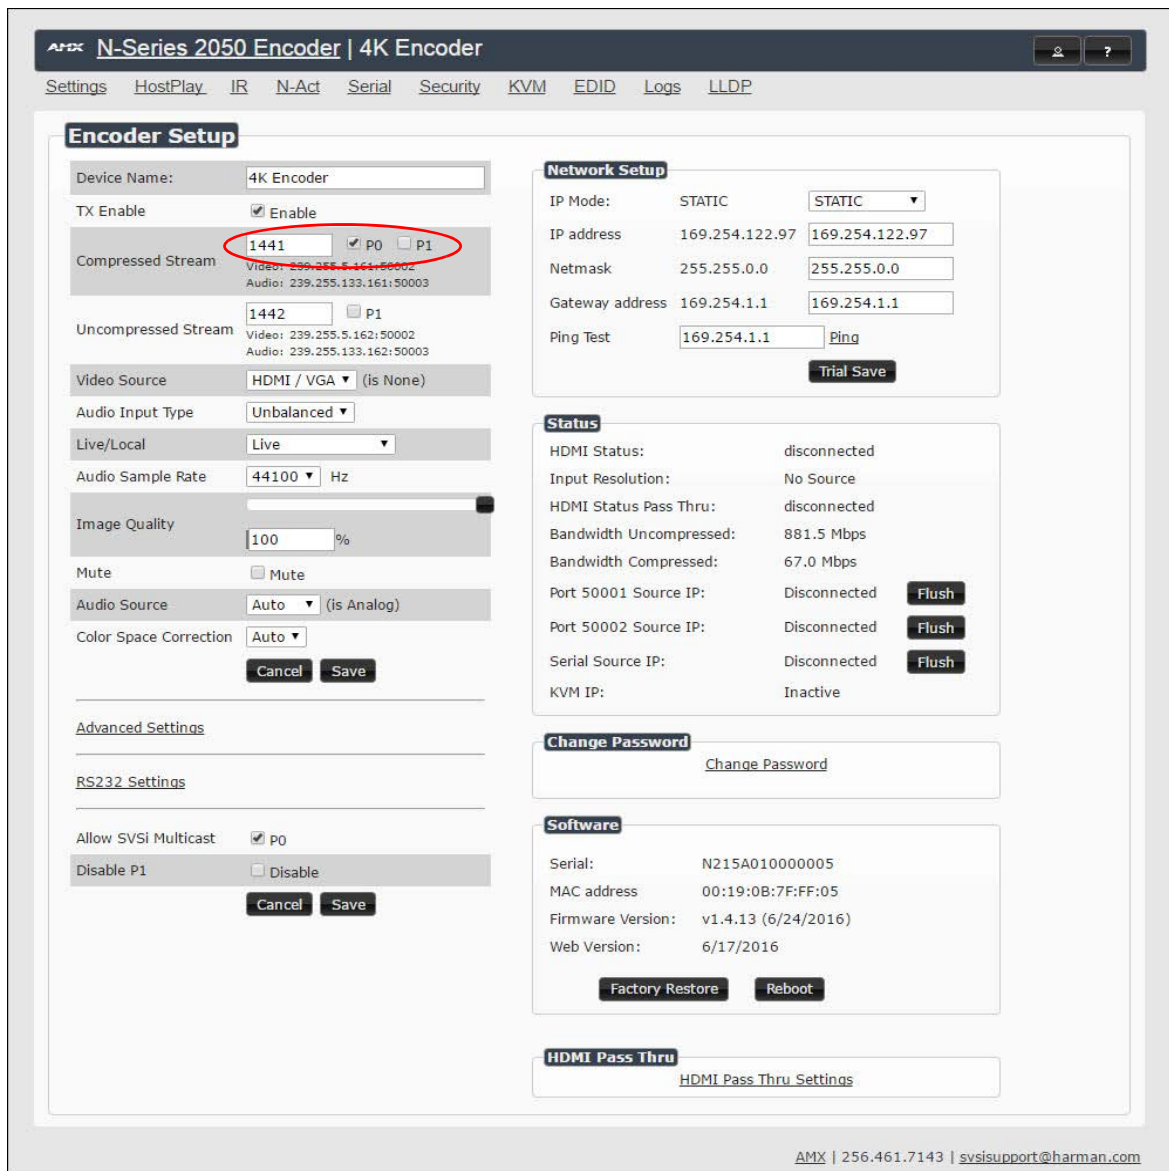 AMX N-Series 2050 Encoder | 4K Encoder
?
Settings HostPlay IR N-Act Serial Security KVM EDID Logs LLDP
Encoder Setup
Device Name: 4K Encoder
TX Enable Enable
Compressed Stream 1441 P0 P1
Video: 239.255.5.161:50002
Audio: 239.255.133.161:50003
Uncompressed Stream 1442 P1
Video: 239.255.5.162:50002
Audio: 239.255.133.162:50003
Video Source HDMI / VGA (is None)
Audio Input Type Unbalanced
Live/Local Live
Audio Sample Rate 44100 Hz
Image Quality 100 %
Mute Mute
Audio Source Auto (is Analog)
Color Space Correction Auto
Cancel Save
Advanced Settings
RS232 Settings
Allow SVSi Multicast P0
Disable P1 Disable
Cancel Save
Network Setup
IP Mode: STATIC STATIC
IP address 169.254.122.97 169.254.122.97
Netmask 255.255.0.0 255.255.0.0
Gateway address 169.254.1.1 169.254.1.1
Ping Test 169.254.1.1 Ping
Trial Save
Status
HDMI Status: disconnected
Input Resolution: No Source
HDMI Status Pass Thru: disconnected
Bandwidth Uncompressed: 881.5 Mbps
Bandwidth Compressed: 67.0 Mbps
Port 50001 Source IP: Disconnected Flush
Port 50002 Source IP: Disconnected Flush
Serial Source IP: Disconnected Flush
KVM IP: Inactive
Change Password
Change Password
Software
Serial: N215A010000005
MAC address 00:19:0B:7F:FF:05
Firmware Version: v1.4.13 (6/24/2016)
Web Version: 6/17/2016
Factory Restore Reboot
HDMI Pass Thru
HDMI Pass Thru Settings
AMX | 256.461.7143 | svsisupport@harman.com